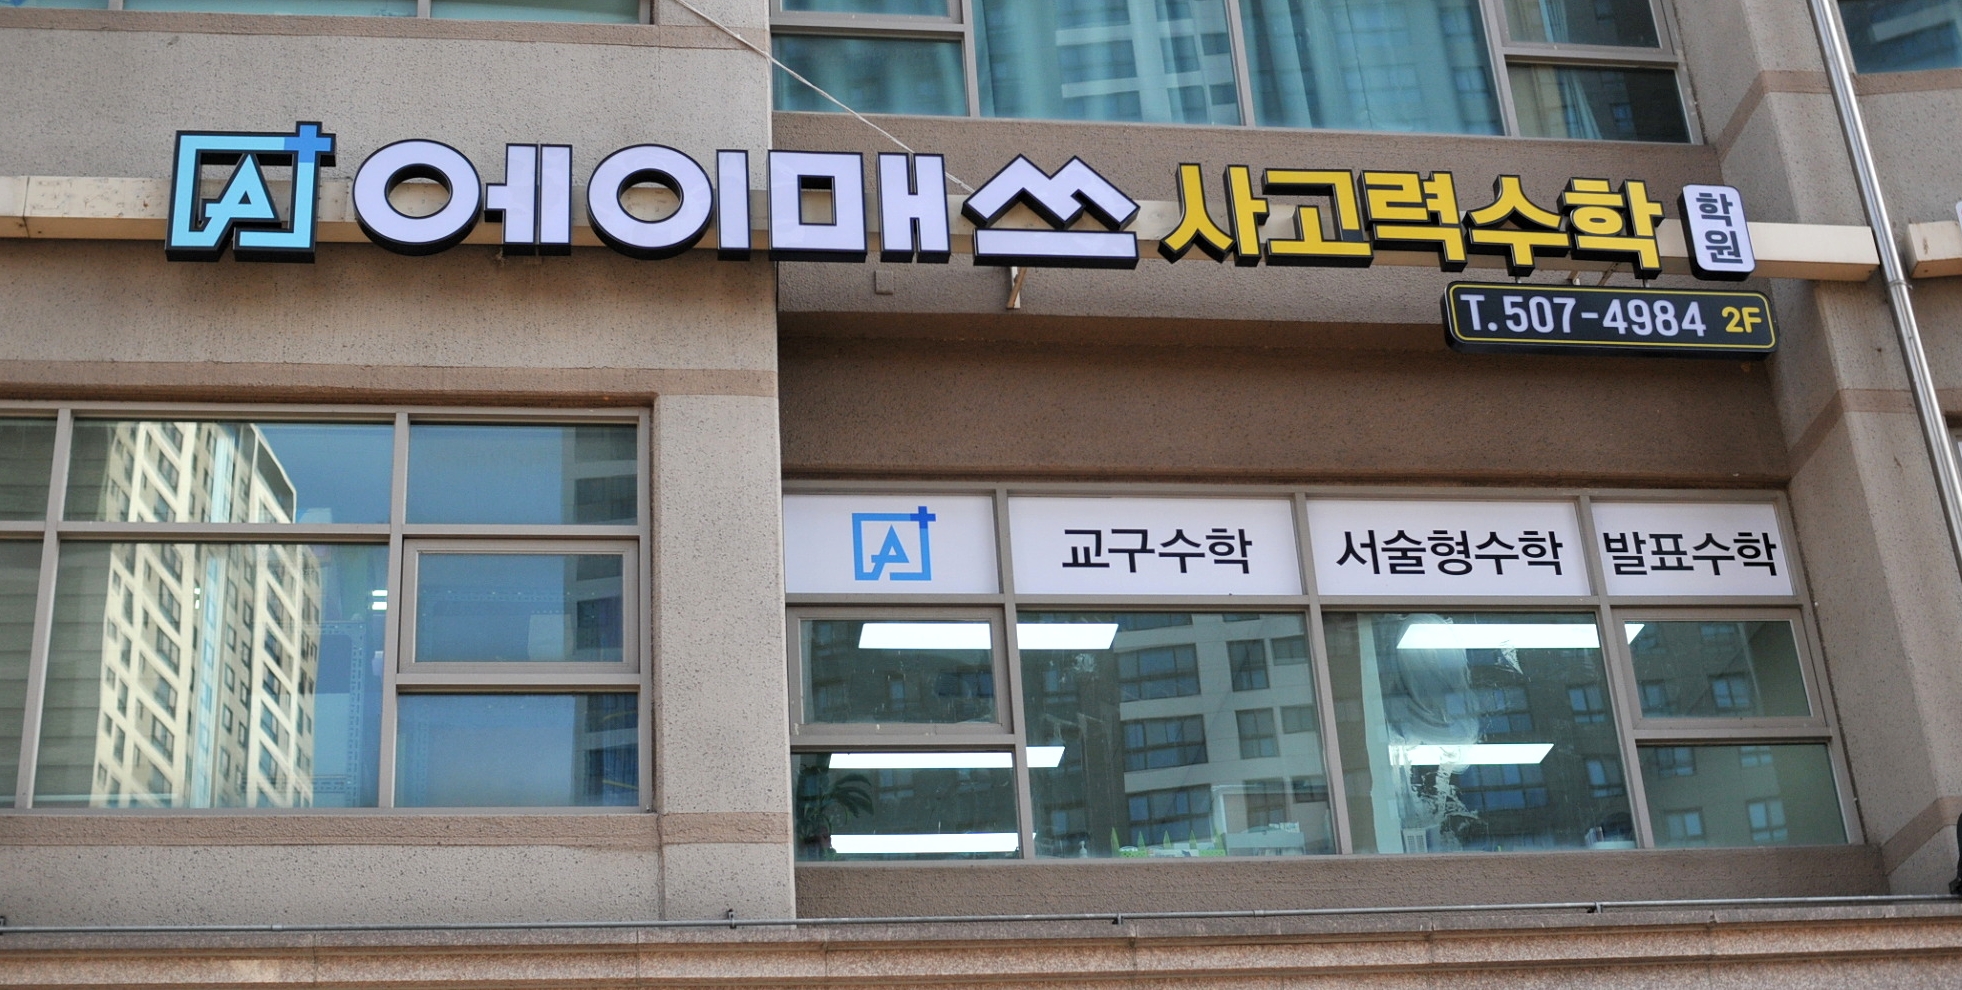 A+ 에이매쓰 사고력수학 학원
T. 507-4984 2F
A+ 교구수학 서술형수학 발표수학